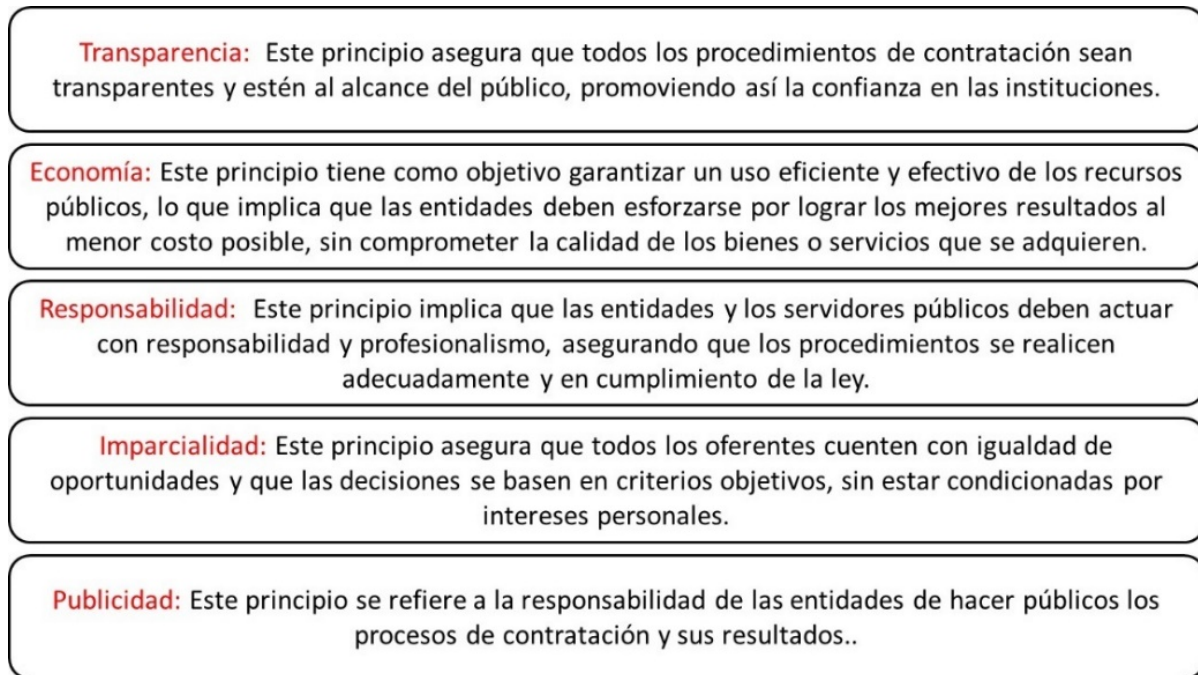 Transparencia: Este principio asegura que todos los procedimientos de contratación sean
transparentes y estén al alcance del público, promoviendo así la confianza en las instituciones.
Economía: Este principio tiene como objetivo garantizar un uso eficiente y efectivo de los recursos
públicos, lo que implica que las entidades deben esforzarse por lograr los mejores resultados al
menor costo posible, sin comprometer la calidad de los bienes o servicios que se adquieren.
Responsabilidad: Este principio implica que las entidades y los servidores públicos deben actuar
con responsabilidad y profesionalismo, asegurando que los procedimientos se realicen
adecuadamente y en cumplimiento de la ley.
Imparcialidad: Este principio asegura que todos los oferentes cuenten con igualdad de
oportunidades y que las decisiones se basen en criterios objetivos, sin estar condicionadas por
intereses personales.
Publicidad: Este principio se refiere a la responsabilidad de las entidades de hacer públicos los
procesos de contratación y sus resultados..